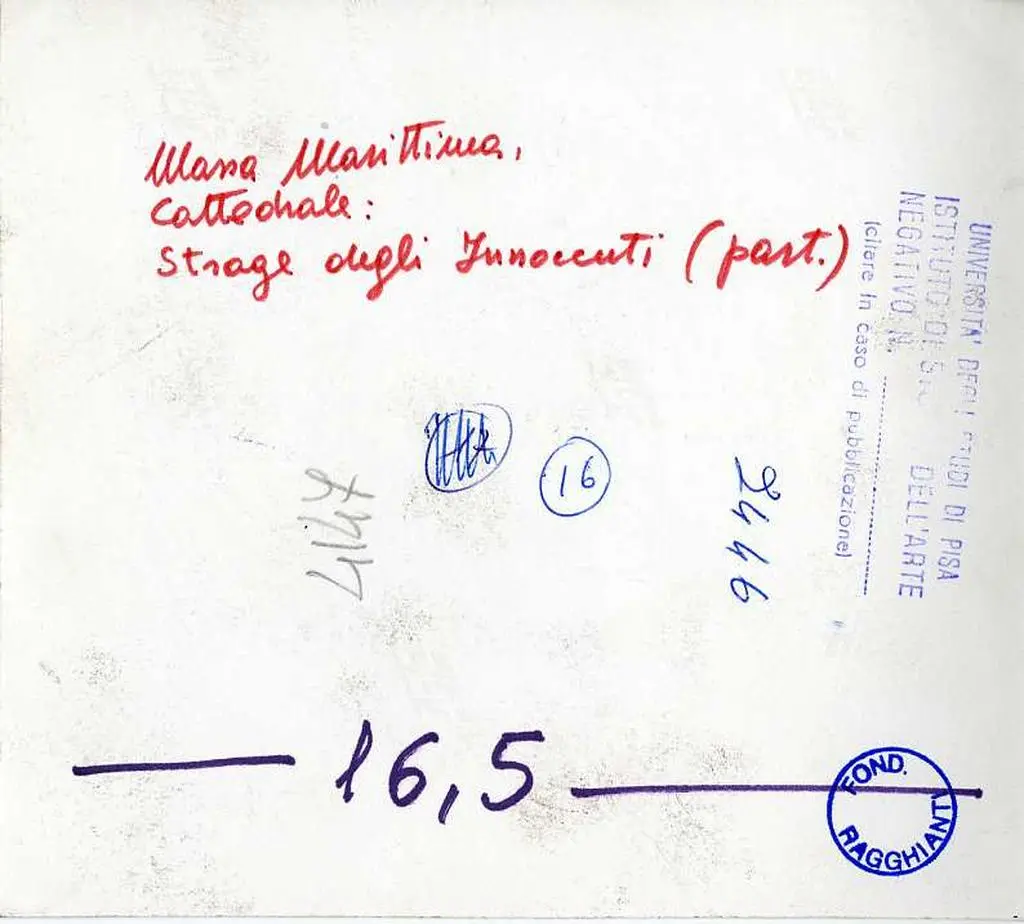 Massa Marittima,
Cattedrale:
Strage degli Innocenti (part.)
UNIVERSITA' DEGLI STUDI DI PISA
ISTITUTO DI DELL'ARTE
NEGATIVO N.
(citare in caso di pubblicazione)
16
2446
4147
16,5
FOND.
RAGGHIANTI